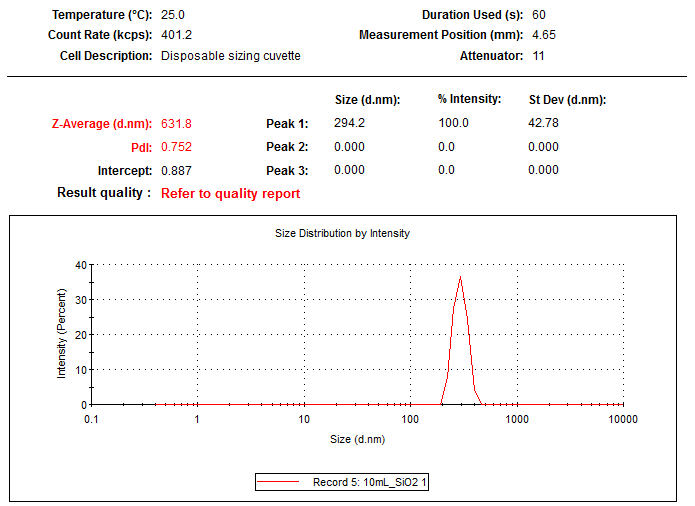 Temperature (°C): 25.0 Duration Used (s): 60
Count Rate (kcps): 401.2 Measurement Position (mm): 4.65
Cell Description: Disposable sizing cuvette Attenuator: 11
Size (d.nm): % Intensity: St Dev (d.nm):
Z-Average (d.nm): 631.8 Peak 1: 294.2 100.0 42.78
PdI: 0.752 Peak 2: 0.000 0.0 0.000
Intercept: 0.887 Peak 3: 0.000 0.0 0.000
Result quality : Refer to quality report
Size Distribution by Intensity
Intensity (Percent)
40
30
20
10
0
0.1 1 10 100 1000 10000
Size (d.nm)
Record 5: 10mL_SiO2 1